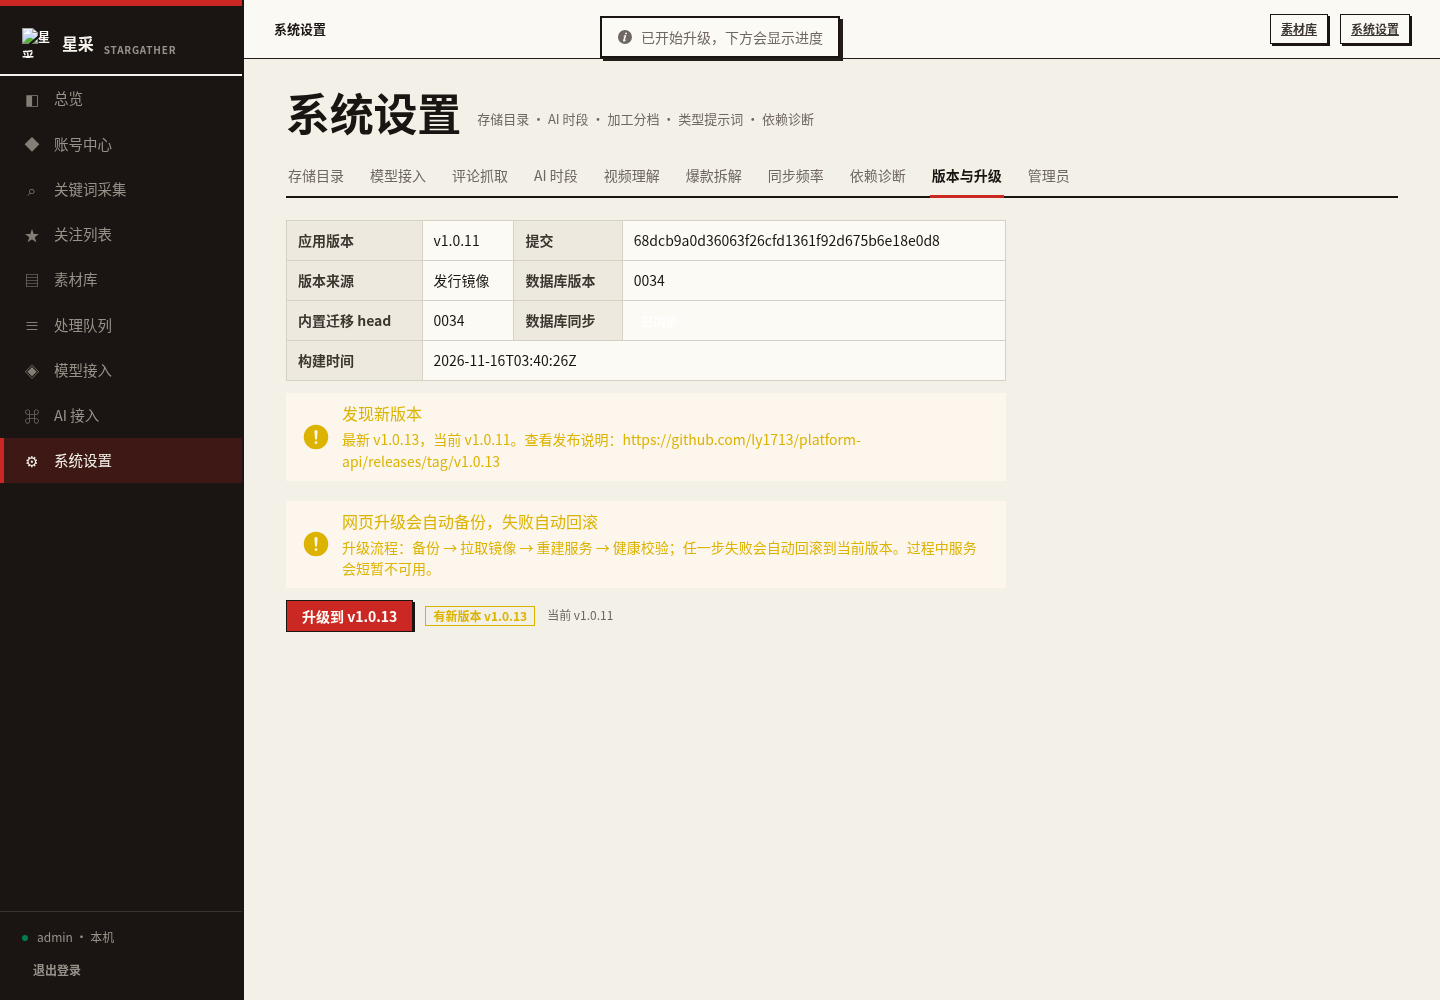 星采
星采 STARGATHER
总览
账号中心
关键词采集
关注列表
素材库
处理队列
模型接入
AI 接入
系统设置
admin · 本机
退出登录
系统设置
已开始升级，下方会显示进度
素材库
系统设置
系统设置
存储目录 · AI 时段 · 加工分档 · 类型提示词 · 依赖诊断
存储目录 模型接入 评论抓取 AI 时段 视频理解 爆款拆解 同步频率 依赖诊断 版本与升级 管理员
应用版本 v1.0.11 提交 68dcb9a0d36063f26cfd1361f92d675b6e18e0d8
版本来源 发行镜像 数据库版本 0034
内置迁移 head 0034 数据库同步
构建时间 2026-11-16T03:40:26Z
发现新版本
最新 v1.0.13，当前 v1.0.11。查看发布说明：https://github.com/ly1713/platform-
api/releases/tag/v1.0.13
网页升级会自动备份，失败自动回滚
升级流程：备份 → 拉取镜像 → 重建服务 → 健康校验；任一步失败会自动回滚到当前版本。过程中服务
会短暂不可用。
升级到 v1.0.13
有新版本 v1.0.13
当前 v1.0.11